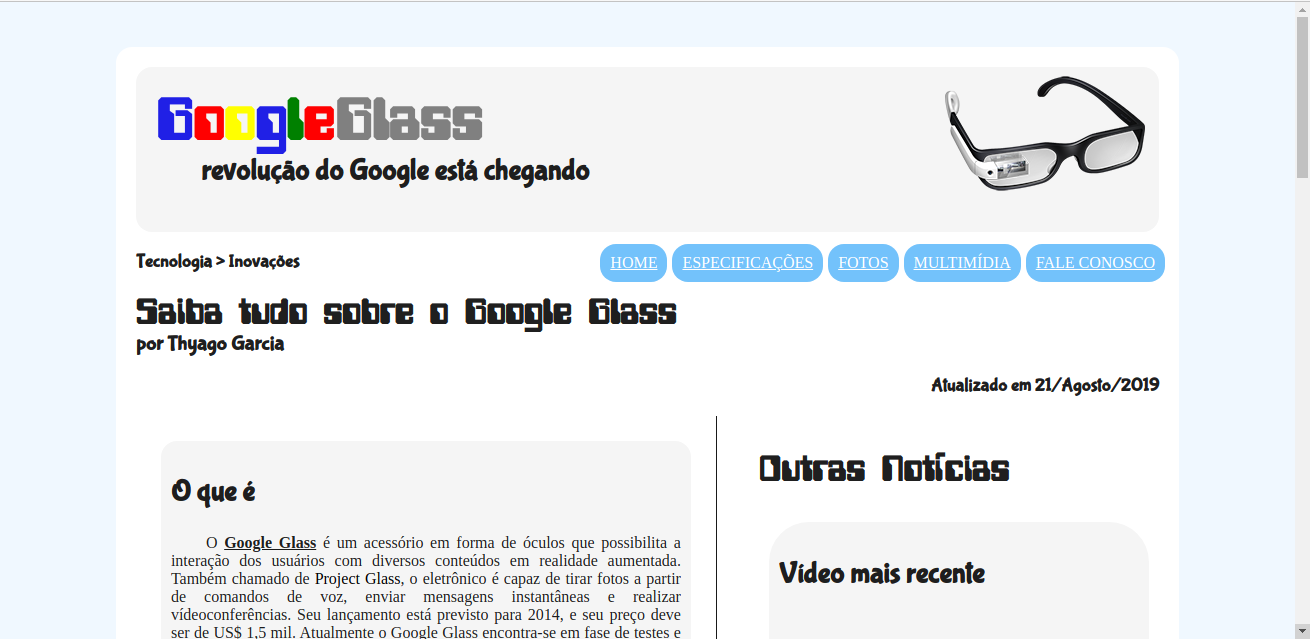 GoogleGlass
revolução do Google está chegando
Tecnologia > Inovações
HOME ESPECIFICAÇÕES FOTOS MULTIMÍDIA FALE CONOSCO
Saiba tudo sobre o Google Glass
por Thyago Garcia
Atualizado em 21/Agosto/2019
O que é
O Google Glass é um acessório em forma de óculos que possibilita a
interação dos usuários com diversos conteúdos em realidade aumentada.
Também chamado de Project Glass, o eletrônico é capaz de tirar fotos a partir
de comandos de voz, enviar mensagens instantâneas e realizar
vídeoconferências. Seu lançamento está previsto para 2014, e seu preço deve
ser de US$ 1,5 mil. Atualmente o Google Glass encontra-se em fase de testes e
Outras Notícias
Vídeo mais recente